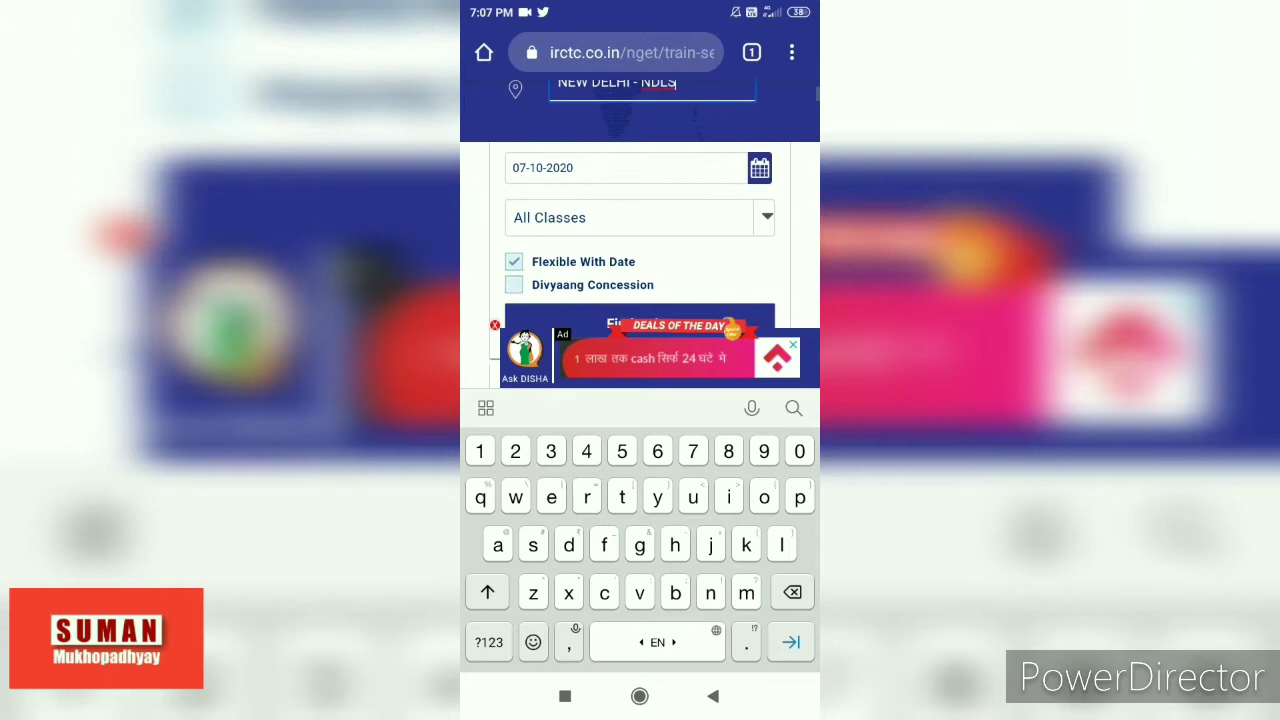 7:07 PM
38
irctc.co.in/nget/train-se
1
NEW DELHI - NDLS
07-10-2020
All Classes
Flexible With Date
Divyaang Concession
DEALS OF THE DAY
Ad
1 लाख तक cash सिर्फ 24 घटे मे
Ask DISHA
1 2 3 4 5 6 7 8 9 0
q w e r t y u i o p
a s d f g h j k l
z x c v b n m
?123 , EN .
SUMAN
Mukhopadhyay
PowerDirector